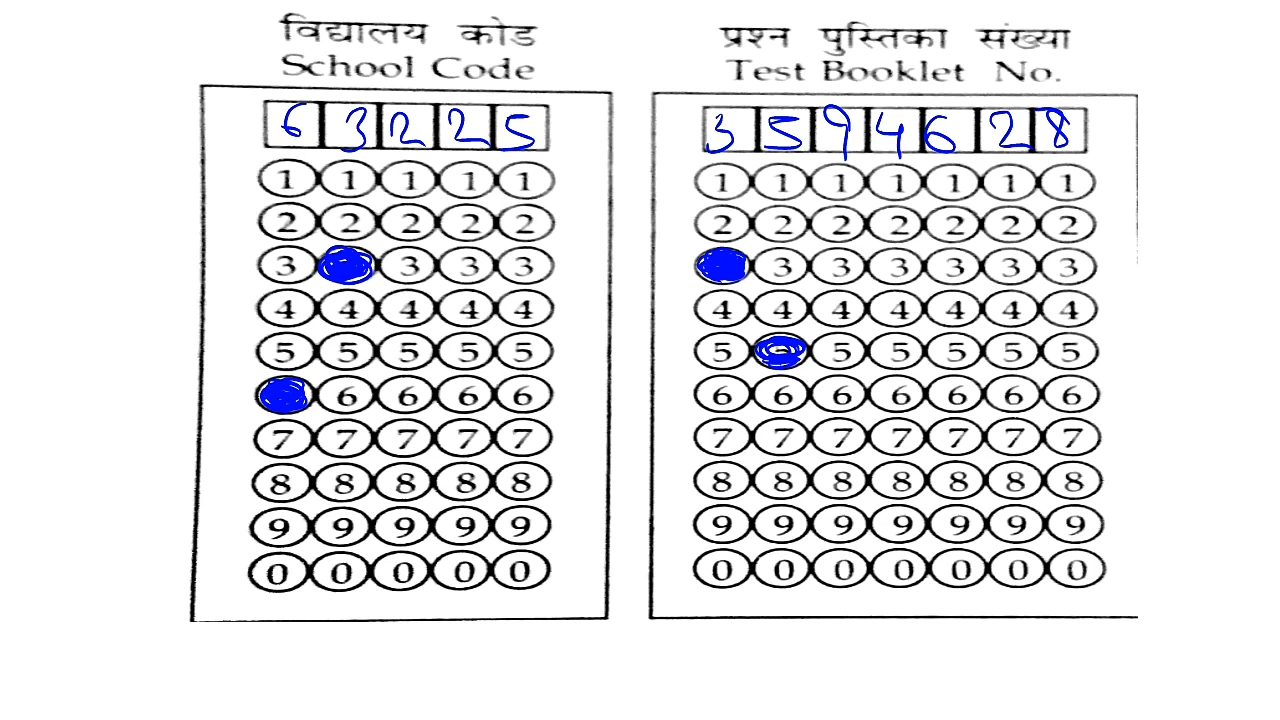 विद्यालय कोड
School Code
6 3 2 2 5
1 1 1 1 1
2 2 2 2 2
3 3 3 3
4 4 4 4 4
5 5 5 5 5
6 6 6 6
7 7 7 7 7
8 8 8 8 8
9 9 9 9 9
0 0 0 0 0
प्रश्न पुस्तिका संख्या
Test Booklet No.
3 5 9 4 6 2 8
1 1 1 1 1 1 1
2 2 2 2 2 2 2
3 3 3 3 3 3
4 4 4 4 4 4 4
5 5 5 5 5 5
6 6 6 6 6 6 6
7 7 7 7 7 7 7
8 8 8 8 8 8 8
9 9 9 9 9 9 9
0 0 0 0 0 0 0